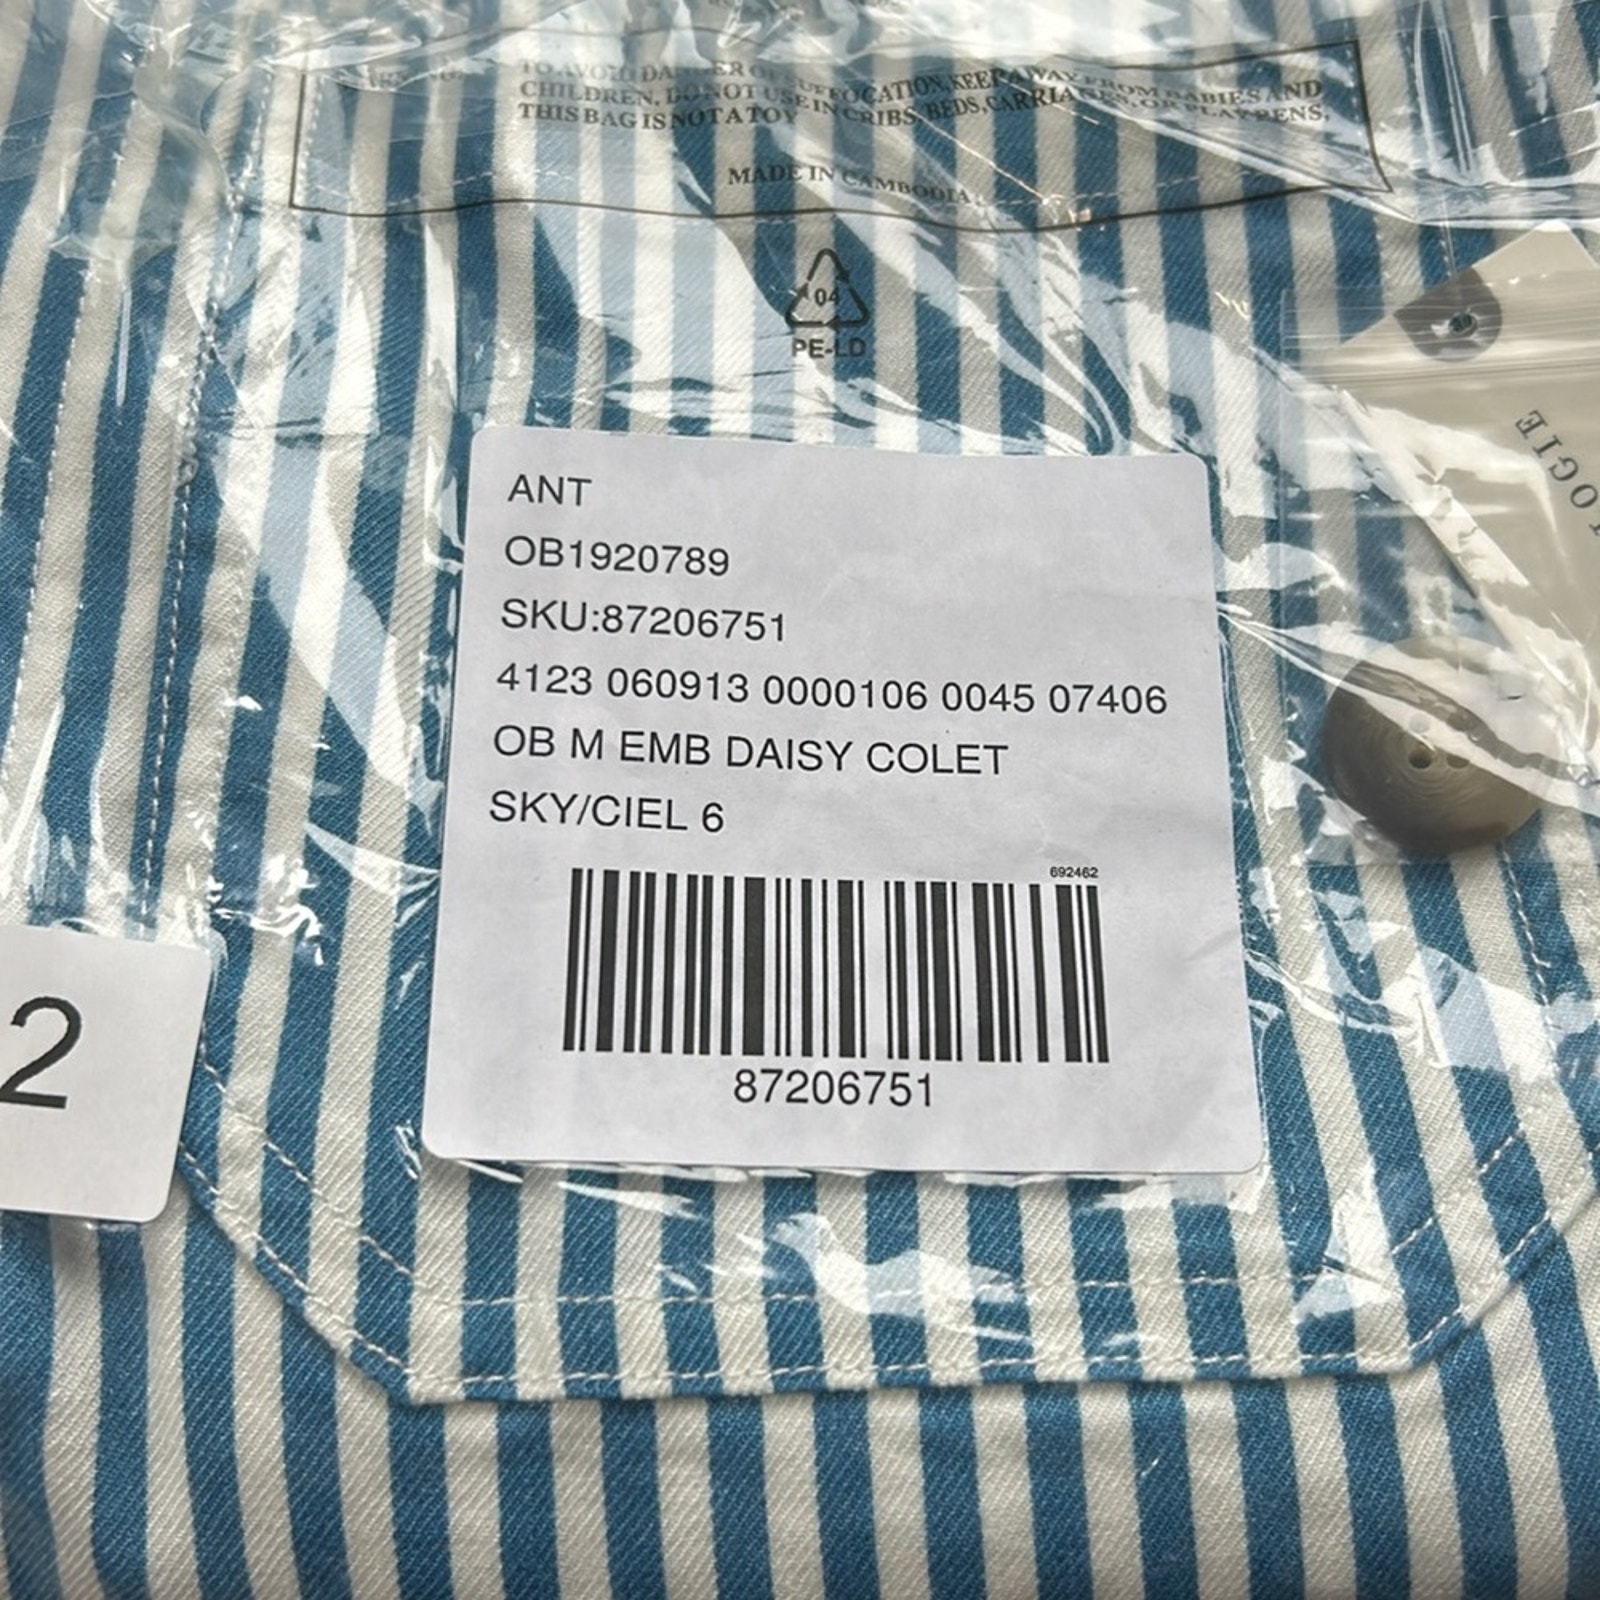 TO AVOID DANGER OF SUFFOCATION, KEEP AWAY FROM BABIES AND
CHILDREN. DO NOT USE IN CRIBS, BEDS, CARRIAGES, OR PLAYPENS.
THIS BAG IS NOT A TOY
MADE IN CAMBODIA
04
PE-LD
OGIE
ANT
OB1920789
SKU:87206751
4123 060913 0000106 0045 07406
OB M EMB DAISY COLET
SKY/CIEL 6
692462
87206751
2